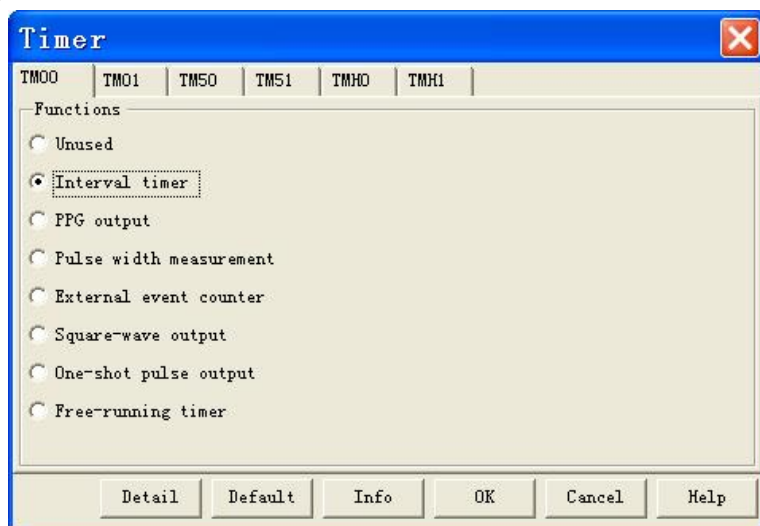 Timer
TM00 TM01 TM50 TM51 TMH0 TMH1
Functions
Unused
Interval timer
PPG output
Pulse width measurement
External event counter
Square-wave output
One-shot pulse output
Free-running timer
Detail Default Info OK Cancel Help